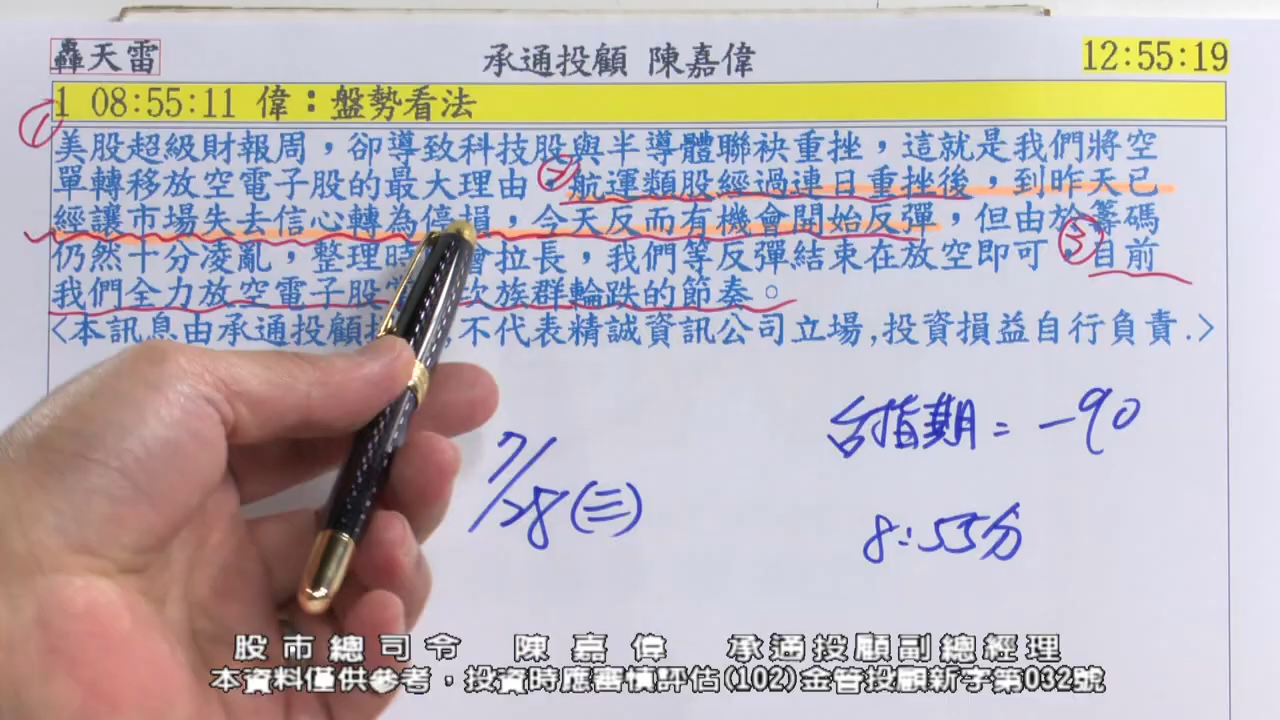 轟天雷 承通投顧 陳嘉偉 12:55:19
1 08:55:11 偉：盤勢看法
①
美股超級財報周，卻導致科技股與半導體聯袂重挫，這就是我們將空
單轉移放空電子股的最大理由，②航運類股經過連日重挫後，到昨天已
經讓市場失去信心轉為停損，今天反而有機會開始反彈，但由於籌碼
仍然十分凌亂，整理時 會拉長，我們等反彈結束在放空即可，③目前
我們全力放空電子股 次族群輪跌的節奏。
<本訊息由承通投顧 ,不代表精誠資訊公司立場,投資損益自行負責.>
台指期=-90
7/28(三)
8:55分
股市總司令 陳嘉偉 承通投顧副總經理
本資料僅供參考，投資時應審慎評估(102)金管投顧新字第032號